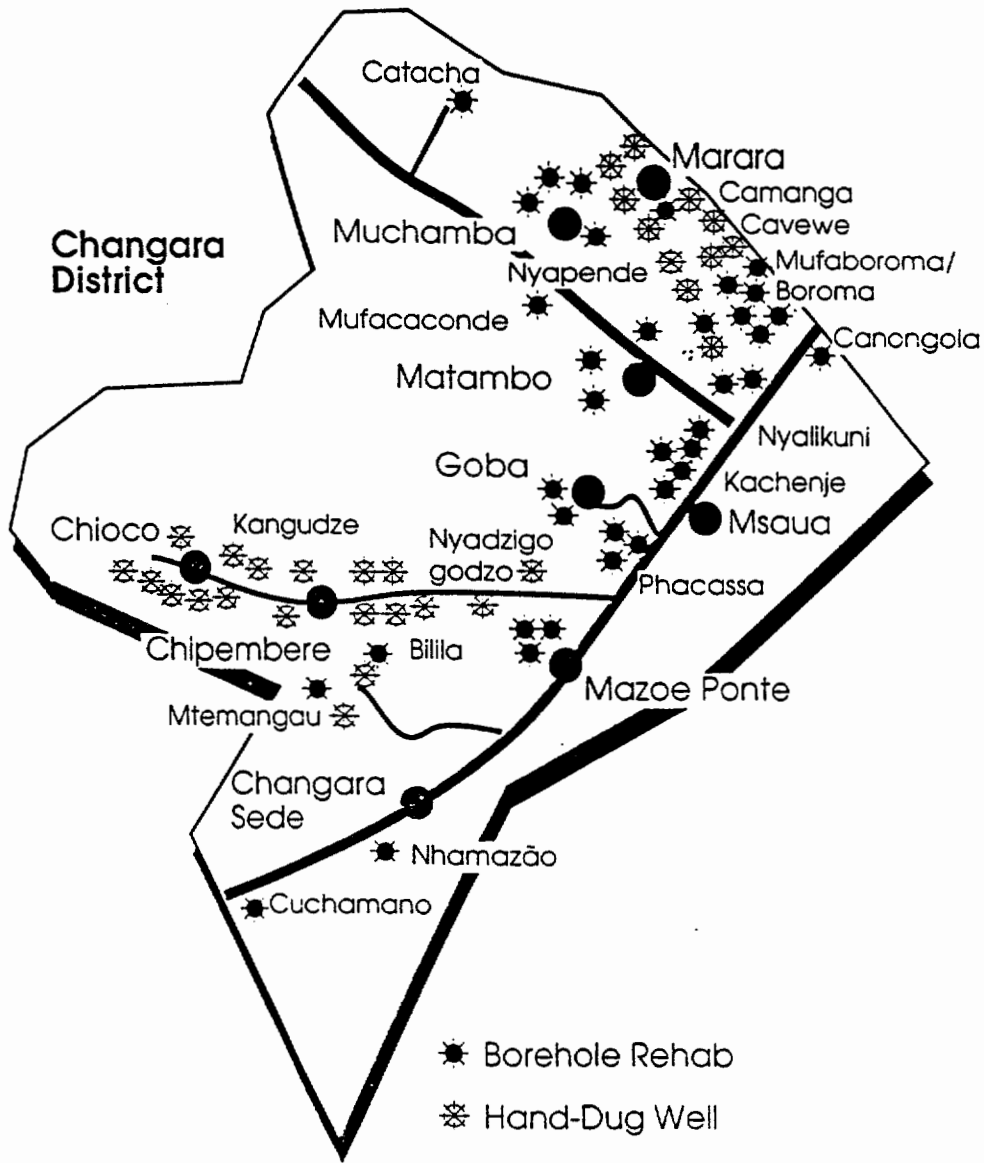 Catacha
Marara
Camanga
Cavewe
Changara
District
Muchamba
Nyapende
Mufaboroma/
Boroma
Mufacaconde
Canongola
Matambo
Nyalikuni
Goba
Kachenje
Msaua
Chioco
Kangudze
Nyadzigo
godzo
Phacassa
Chipembere
Bilila
Mazoe Ponte
Mtemangau
Changara
Sede
Nhamazão
Cuchamano
Borehole Rehab
Hand-Dug Well